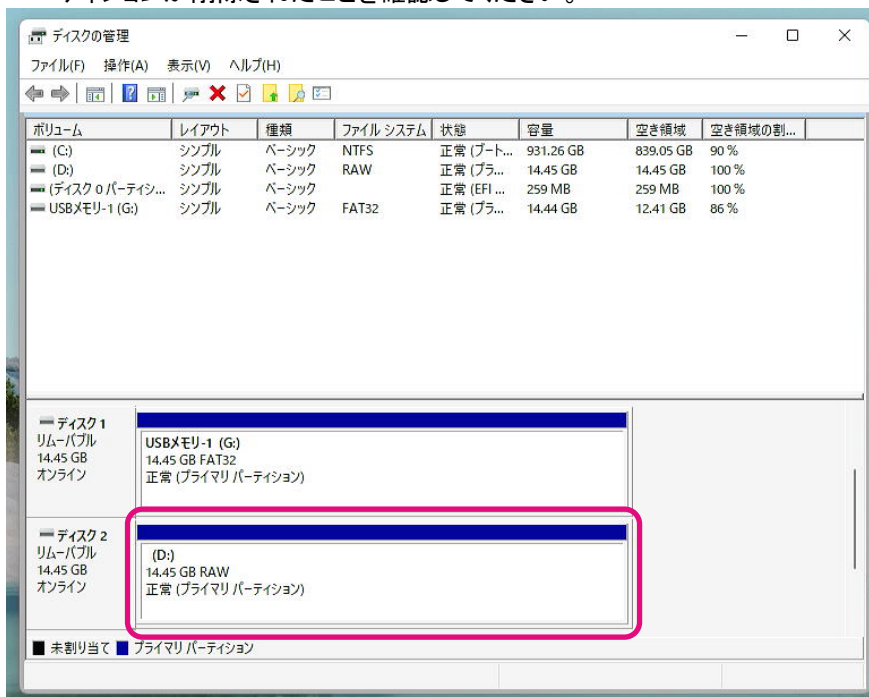 ディスクの管理
ファイル(F) 操作(A) 表示(V) ヘルプ(H)
ボリューム レイアウト 種類 ファイル システム 状態 容量 空き領域 空き領域の割...
(C:) シンプル ベーシック NTFS 正常 (ブート... 931.26 GB 839.05 GB 90 %
(D:) シンプル ベーシック RAW 正常 (プラ... 14.45 GB 14.45 GB 100 %
(ディスク 0 パーティシ... シンプル ベーシック 正常 (EFI ... 259 MB 259 MB 100 %
USBメモリ-1 (G:) シンプル ベーシック FAT32 正常 (プラ... 14.44 GB 12.41 GB 86 %
ディスク 1
リムーバブル
14.45 GB
オンライン
USBメモリ-1 (G:)
14.45 GB FAT32
正常 (プライマリ パーティション)
ディスク 2
リムーバブル
14.45 GB
オンライン
(D:)
14.45 GB RAW
正常 (プライマリ パーティション)
未割り当て プライマリ パーティション